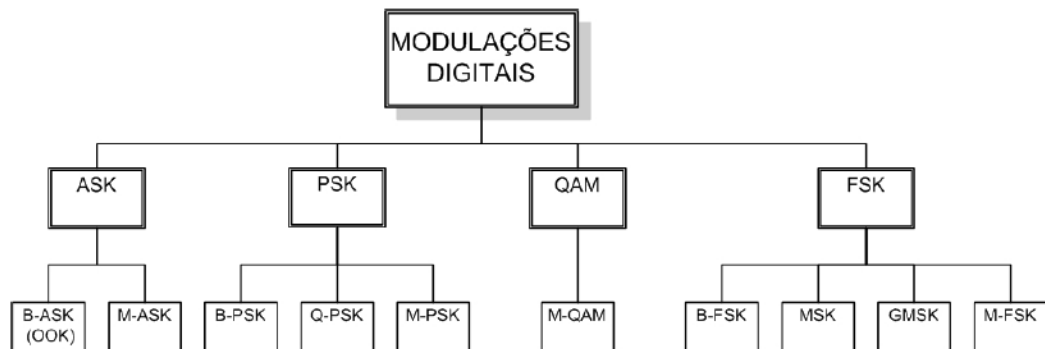 MODULAÇÕES
DIGITAIS
ASK
PSK
QAM
FSK
B-ASK
(OOK)
M-ASK
B-PSK
Q-PSK
M-PSK
M-QAM
B-FSK
MSK
GMSK
M-FSK